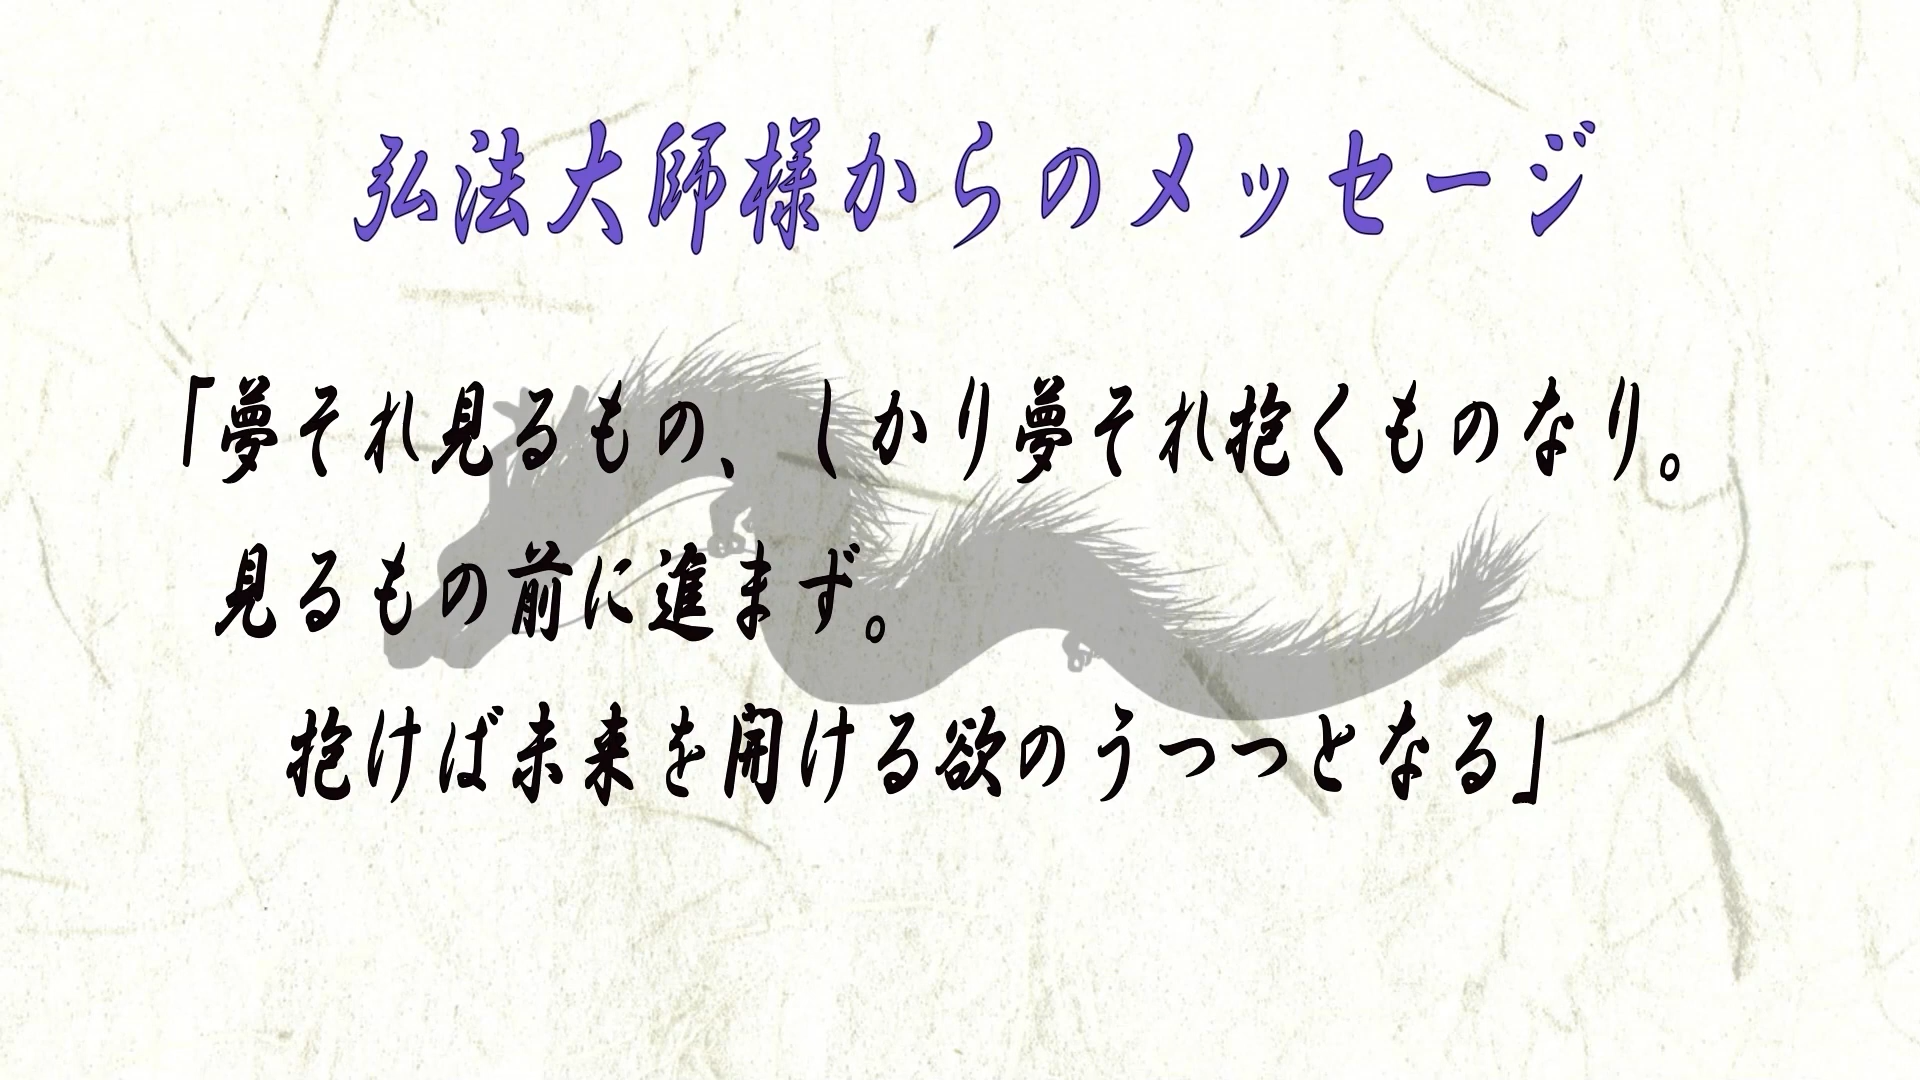 弘法大師様からのメッセージ
「夢それ見るもの、しかり夢それ抱くものなり。
見るもの前に進まず。
抱けば未来を開ける欲のうつつとなる」